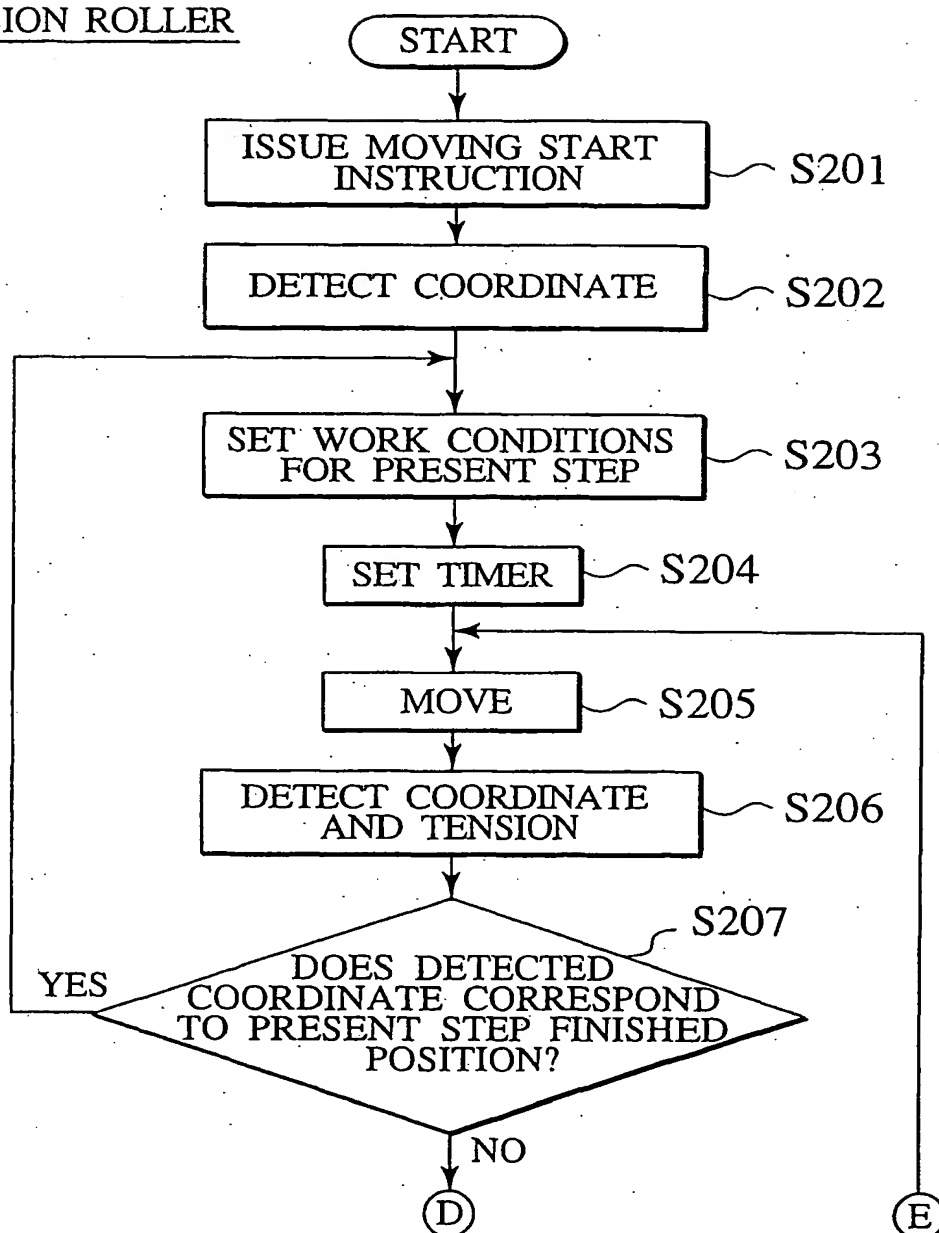 ION ROLLER
START
ISSUE MOVING START
INSTRUCTION
S201
DETECT COORDINATE
S202
SET WORK CONDITIONS
FOR PRESENT STEP
S203
SET TIMER
S204
MOVE
S205
DETECT COORDINATE
AND TENSION
S206
S207
DOES DETECTED
COORDINATE CORRESPOND
TO PRESENT STEP FINISHED
POSITION?
YES
NO
D
E